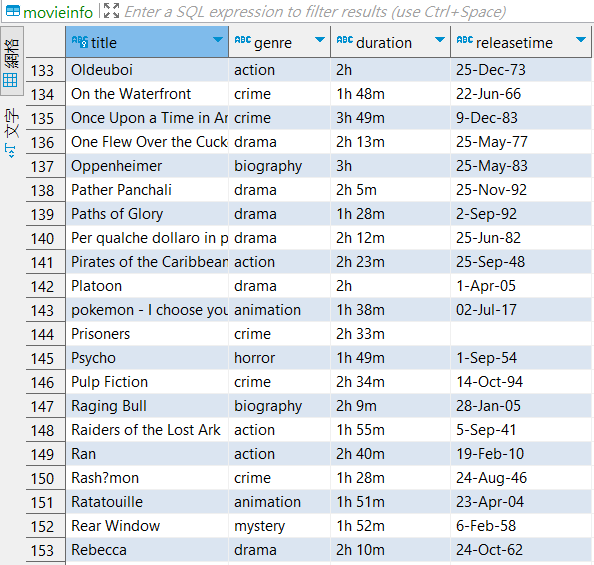 movieinfo Enter a SQL expression to filter results (use Ctrl+Space)
網格
文字
title genre duration releasetime
133 Oldeuboi action 2h 25-Dec-73
134 On the Waterfront crime 1h 48m 22-Jun-66
135 Once Upon a Time in Ar crime 3h 49m 9-Dec-83
136 One Flew Over the Cuck drama 2h 13m 25-May-77
137 Oppenheimer biography 3h 25-May-83
138 Pather Panchali drama 2h 5m 25-Nov-92
139 Paths of Glory drama 1h 28m 2-Sep-92
140 Per qualche dollaro in p drama 2h 12m 25-Jun-82
141 Pirates of the Caribbean action 2h 23m 25-Sep-48
142 Platoon drama 2h 1-Apr-05
143 pokemon - I choose you animation 1h 38m 02-Jul-17
144 Prisoners crime 2h 33m
145 Psycho horror 1h 49m 1-Sep-54
146 Pulp Fiction crime 2h 34m 14-Oct-94
147 Raging Bull biography 2h 9m 28-Jan-05
148 Raiders of the Lost Ark action 1h 55m 5-Sep-41
149 Ran action 2h 40m 19-Feb-10
150 Rash?mon crime 1h 28m 24-Aug-46
151 Ratatouille animation 1h 51m 23-Apr-04
152 Rear Window mystery 1h 52m 6-Feb-58
153 Rebecca drama 2h 10m 24-Oct-62